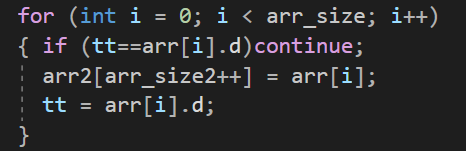 for (int i = 0; i < arr_size; i++)
{ if (tt==arr[i].d)continue;
arr2[arr_size2++] = arr[i];
tt = arr[i].d;
}